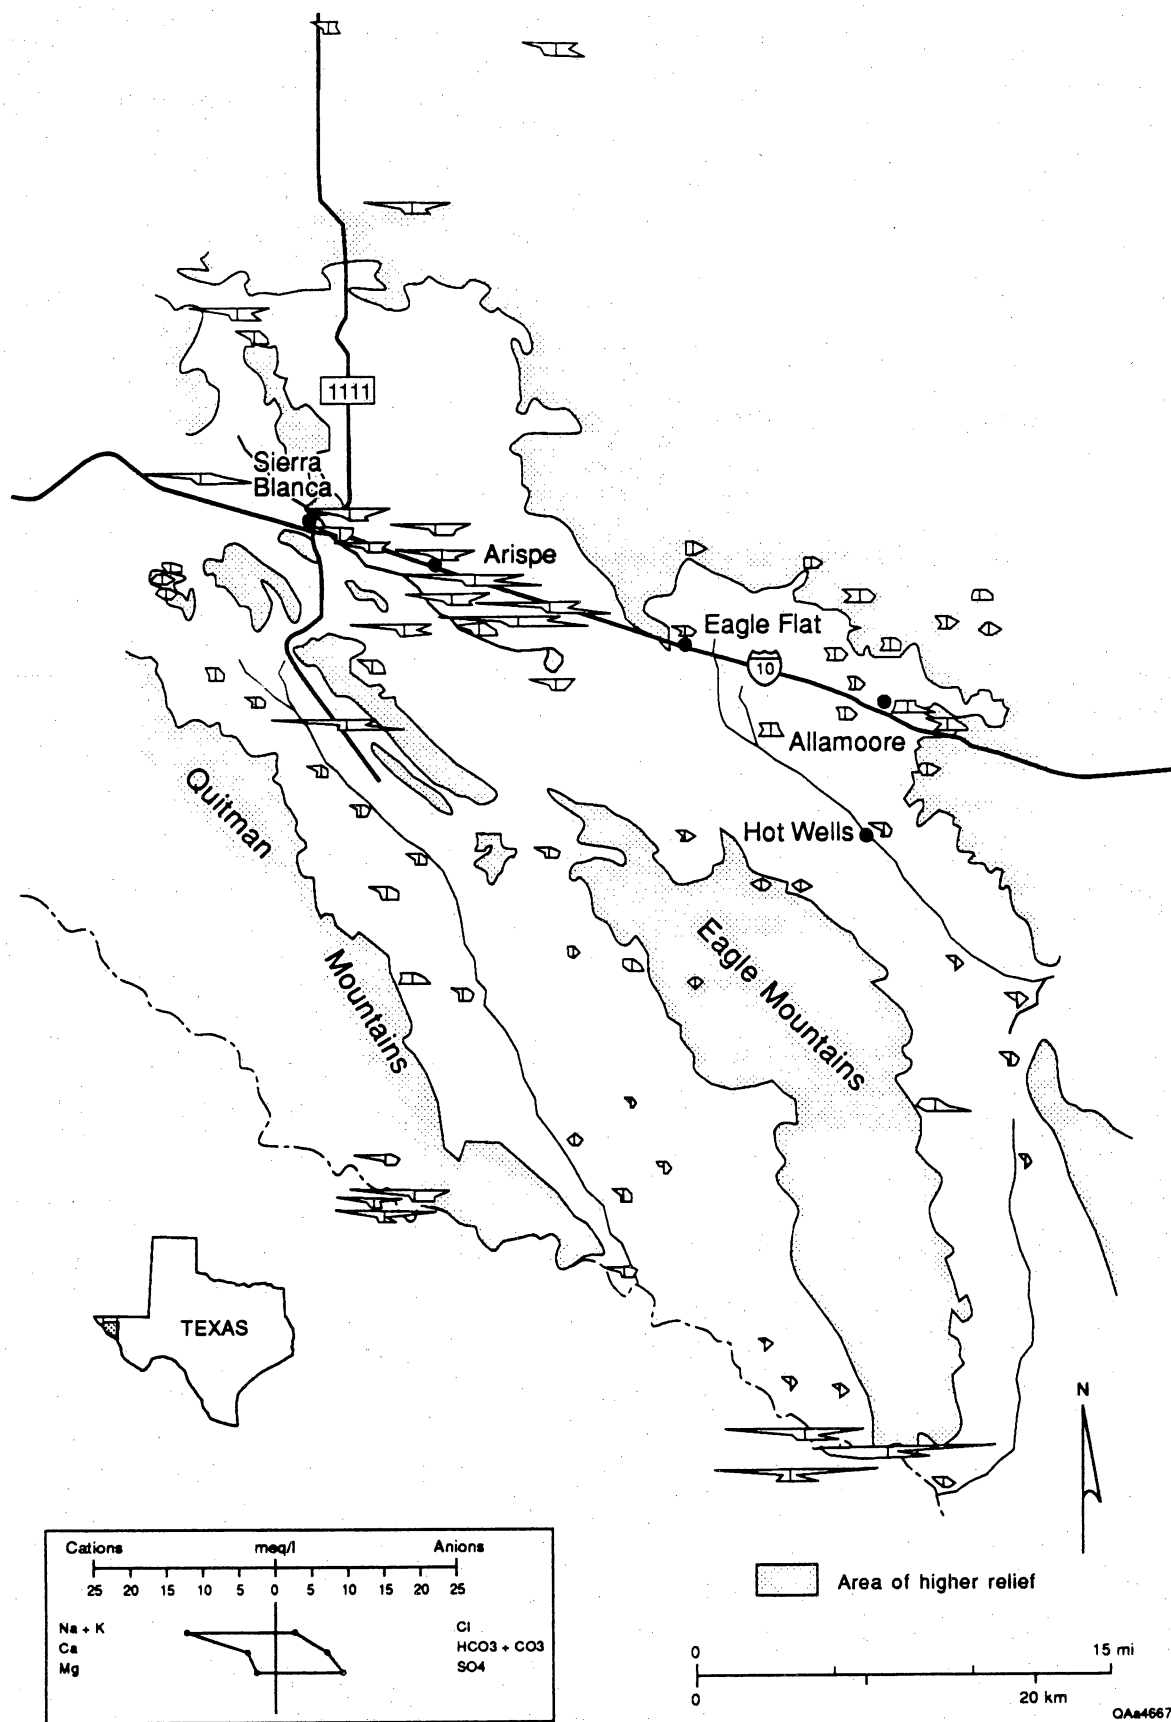 1111
Sierra
Blanca
Arispe
Eagle Flat
10
Allamoore
Quitman
Hot Wells
Eagle Mountains
Mountains
TEXAS
N
Cations meq/l Anions
25 20 15 10 5 0 5 10 15 20 25
Na + K Cl
Ca HCO3 + CO3
Mg SO4
Area of higher relief
0 15 mi
0 20 km
QAa4667